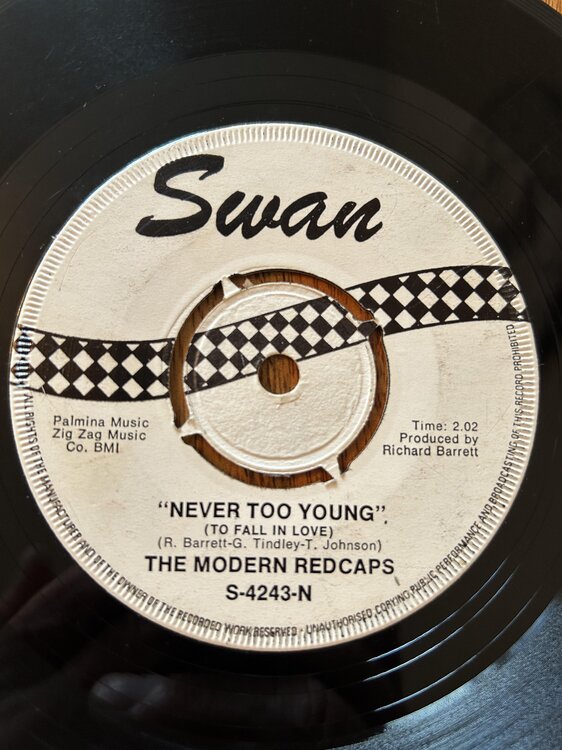 Swan
Palmina Music
Zig Zag Music
Co. BMI
Time: 2.02
Produced by
Richard Barrett
"NEVER TOO YOUNG"
(TO FALL IN LOVE)
(R. Barrett-G. Tindley-T. Johnson)
THE MODERN REDCAPS
S-4243-N
ALL RIGHTS OF THE MANUFACTURER AND OF THE OWNER OF THE RECORDED WORK RESERVED - UNAUTHORISED COPYING PUBLIC PERFORMANCE AND BROADCASTING OF THIS RECORD PROHIBITED